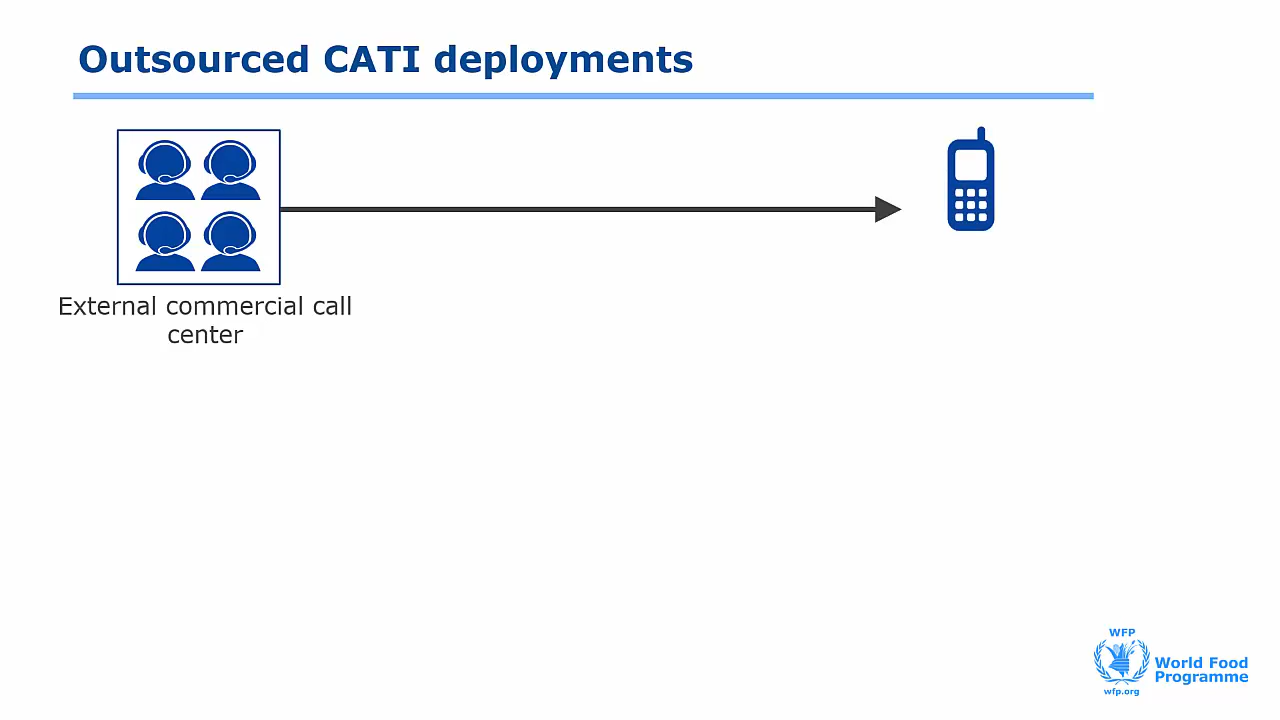 Outsourced CATI deployments
External commercial call
center
WFP
World Food
Programme
wfp.org